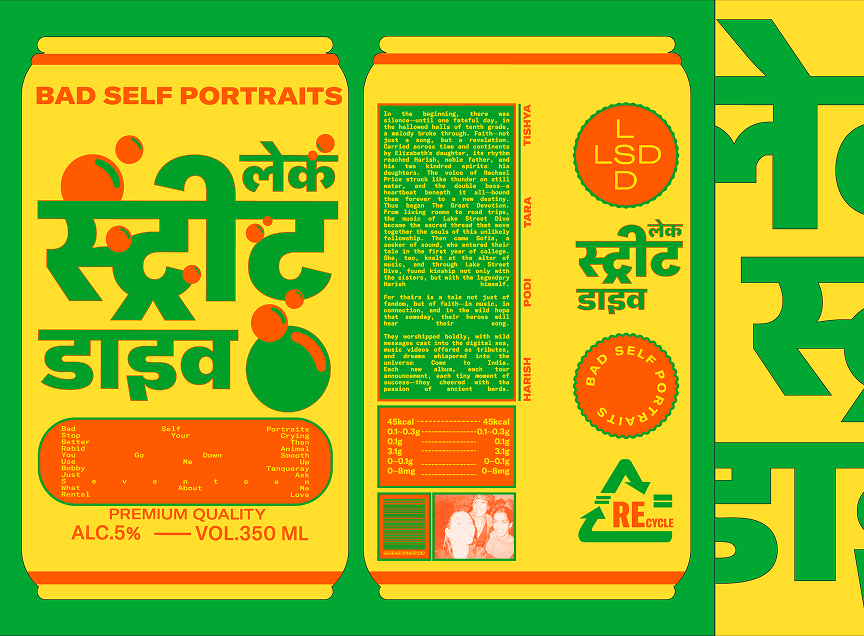 BAD SELF PORTRAITS
लेक
स्ट्रीट
डाइव
Bad Self Portraits
Stop Your Crying
Better Than
Rabid Animal
You Go Down Smooth
Use Me Up
Bobby Tanqueray
Just Ask
S e v e n t e e n
What About Me
Rental Love
PREMIUM QUALITY
ALC.5% —— VOL.350 ML
In the beginning, there was
silence—until one fateful day, in
the hallowed halls of tenth grade,
a melody broke through. Faith—not
just a song, but a revelation.
Carried across time and continents
by Elizabeth's daughter, its rhythm
reached Harish, noble father, and
his two kindred spirits: his
daughters. The voice of Rachael
Price struck like thunder on still
water, and the double bass—a
heartbeat beneath it all—bound
them forever to a new destiny.
Thus began The Great Devotion.
From living rooms to road trips,
the music of Lake Street Dive
became the sacred thread that wove
together the souls of this unlikely
fellowship. Then came Sofia, a
seeker of sound, who entered their
tale in the first year of college.
She, too, knelt at the altar of
music, and through Lake Street
Dive, found kinship not only with
the sisters, but with the legendary
Harish himself.
For theirs is a tale not just of
fandom, but of faith—in music, in
connection, and in the wild hope
that someday, their heroes will
hear their song.
They worshipped boldly, with wild
messages cast into the digital sea,
music videos offered as tributes,
and dreams whispered into the
universe: Come to India.
Each new album, each tour
announcement, each tiny moment of
success—they cheered with the
passion of ancient bards.
TISHYA
TARA
PODI
HARISH
45kcal 45kcal
0.1~0.3g 0.1~0.3g
0.1g 0.1g
3.1g 3.1g
0~0.1g 0~0.1g
0~8mg 0~8mg
L
LSD
D
लेक
स्ट्रीट
डाइव
BAD SELF PORTRAITS
RECYCLE